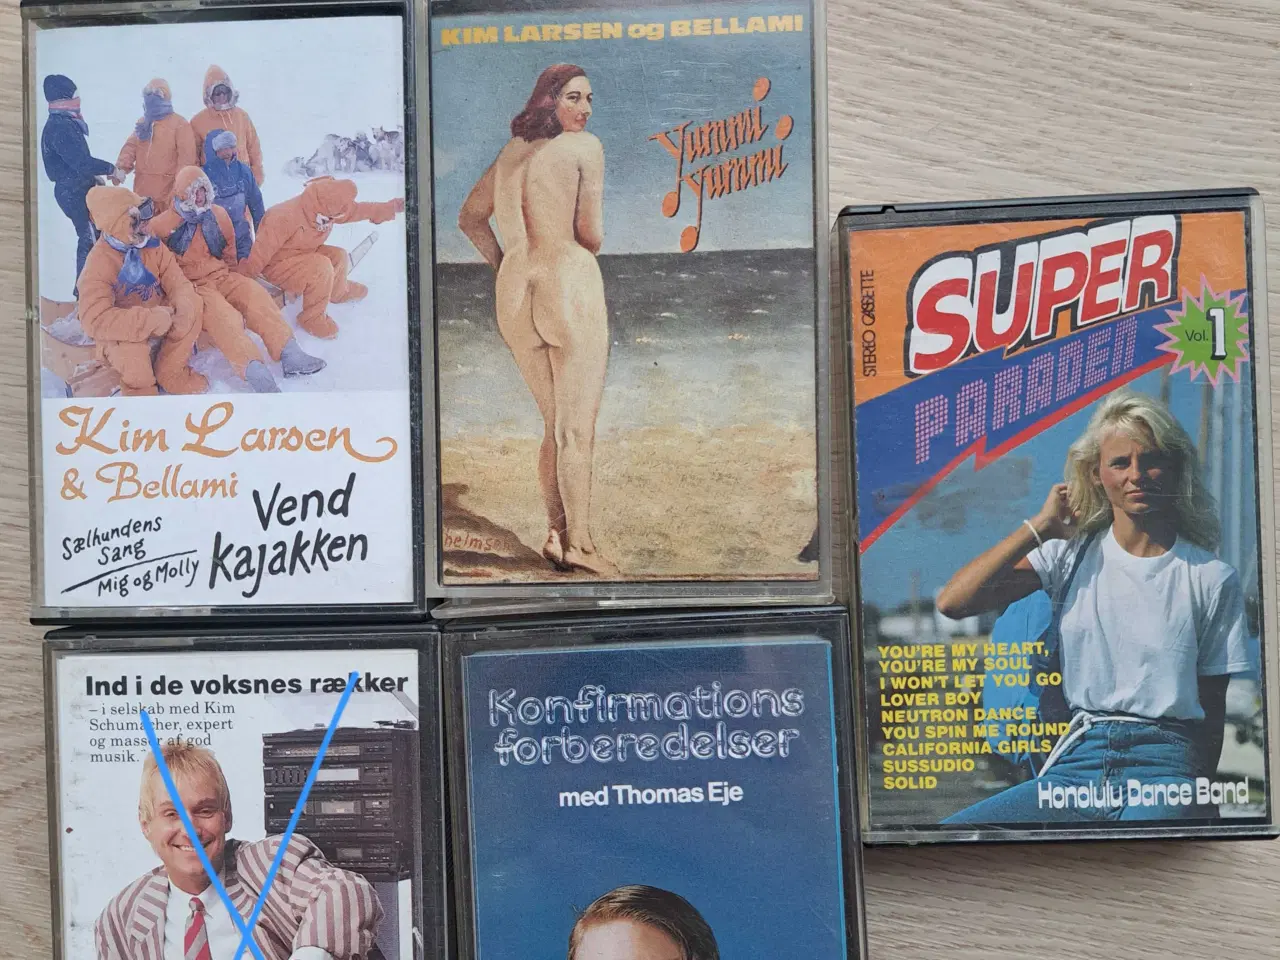 Kim Larsen
& Bellami
Sælhundens
Sang
Mig og Molly
Vend
kajakken
KIM LARSEN og BELLAMI
Yummi
yummi
STEREO CASSETTE
SUPER
PARADEN
Vol. 1
YOU'RE MY HEART,
YOU'RE MY SOUL
I WON'T LET YOU GO
LOVER BOY
NEUTRON DANCE
YOU SPIN ME ROUND
CALIFORNIA GIRLS
SUSSUDIO
SOLID
Honolulu Dance Band
Ind i de voksnes rækker
– i selskab med Kim
Schumacher, expert
og masser af god
musik.
Konfirmations
forberedelser
med Thomas Eje